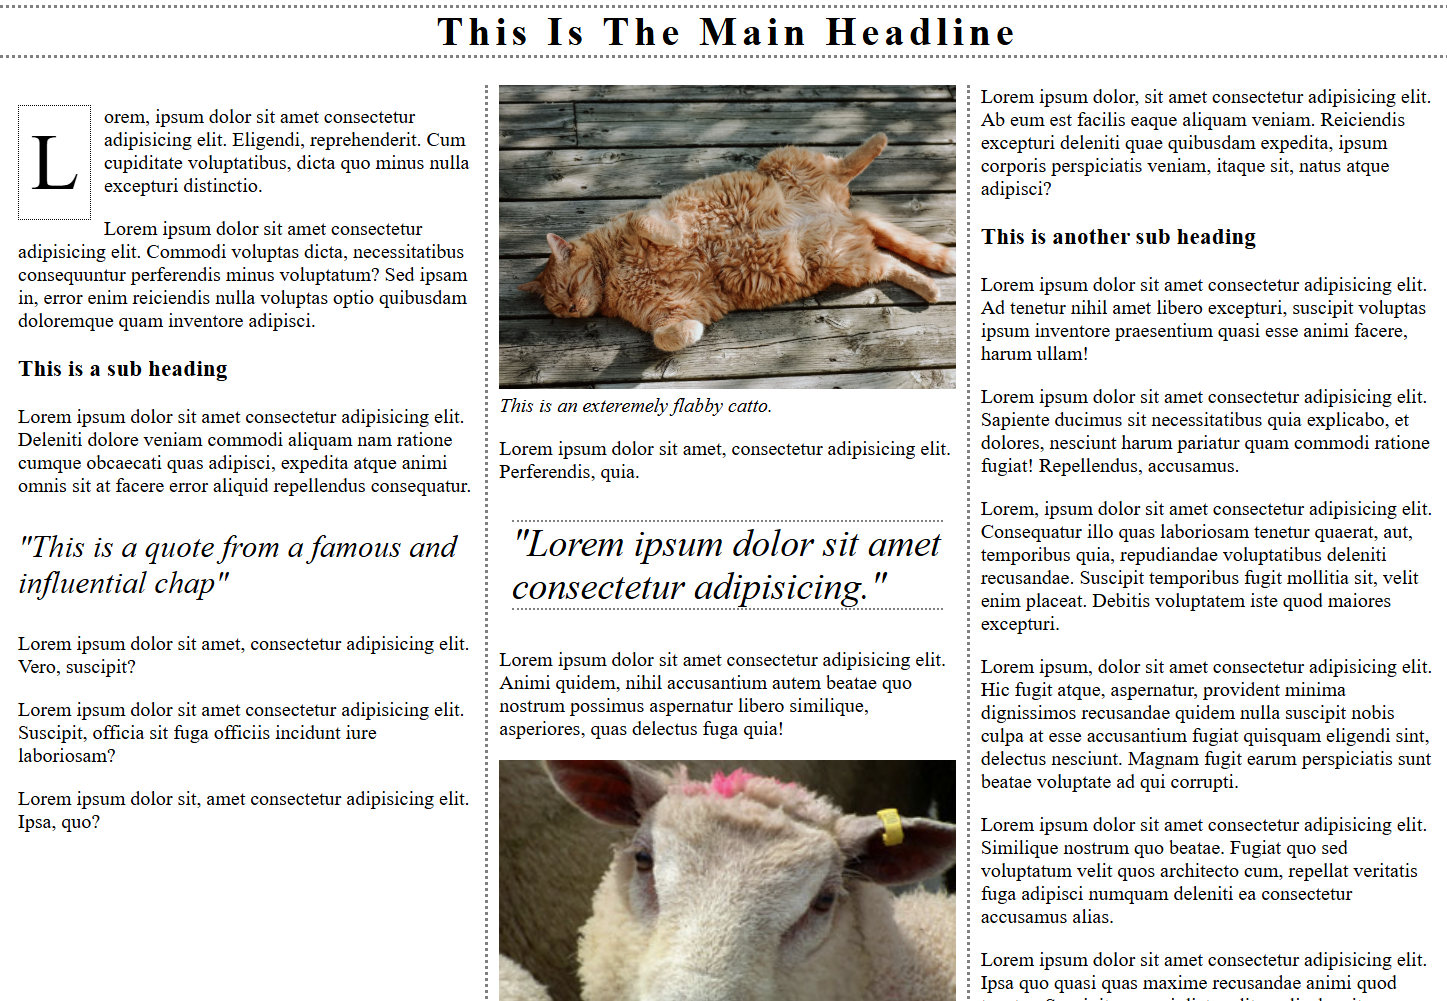 This Is The Main Headline
Lorem, ipsum dolor sit amet consectetur
adipisicing elit. Eligendi, reprehenderit. Cum
cupiditate voluptatibus, dicta quo minus nulla
excepturi distinctio.
Lorem ipsum dolor sit amet consectetur
adipisicing elit. Commodi voluptas dicta, necessitatibus
consequuntur perferendis minus voluptatum? Sed ipsam
in, error enim reiciendis nulla voluptas optio quibusdam
doloremque quam inventore adipisci.
This is a sub heading
Lorem ipsum dolor sit amet consectetur adipisicing elit.
Deleniti dolore veniam commodi aliquam nam ratione
cumque obcaecati quas adipisci, expedita atque animi
omnis sit at facere error aliquid repellendus consequatur.
"This is a quote from a famous and
influential chap"
Lorem ipsum dolor sit amet, consectetur adipisicing elit.
Vero, suscipit?
Lorem ipsum dolor sit amet consectetur adipisicing elit.
Suscipit, officia sit fuga officiis incidunt iure
laboriosam?
Lorem ipsum dolor sit, amet consectetur adipisicing elit.
Ipsa, quo?
This is an exteremely flabby catto.
Lorem ipsum dolor sit amet, consectetur adipisicing elit.
Perferendis, quia.
"Lorem ipsum dolor sit amet
consectetur adipisicing."
Lorem ipsum dolor sit amet consectetur adipisicing elit.
Animi quidem, nihil accusantium autem beatae quo
nostrum possimus aspernatur libero similique,
asperiores, quas delectus fuga quia!
Lorem ipsum dolor, sit amet consectetur adipisicing elit.
Ab eum est facilis eaque aliquam veniam. Reiciendis
excepturi deleniti quae quibusdam expedita, ipsum
corporis perspiciatis veniam, itaque sit, natus atque
adipisci?
This is another sub heading
Lorem ipsum dolor sit amet consectetur adipisicing elit.
Ad tenetur nihil amet libero excepturi, suscipit voluptas
ipsum inventore praesentium quasi esse animi facere,
harum ullam!
Lorem ipsum dolor sit amet consectetur adipisicing elit.
Sapiente ducimus sit necessitatibus quia explicabo, et
dolores, nesciunt harum pariatur quam commodi ratione
fugiat! Repellendus, accusamus.
Lorem, ipsum dolor sit amet consectetur adipisicing elit.
Consequatur illo quas laboriosam tenetur quaerat, aut,
temporibus quia, repudiandae voluptatibus deleniti
recusandae. Suscipit temporibus fugit mollitia sit, velit
enim placeat. Debitis voluptatem iste quod maiores
excepturi.
Lorem ipsum, dolor sit amet consectetur adipisicing elit.
Hic fugit atque, aspernatur, provident minima
dignissimos recusandae quidem nulla suscipit nobis
culpa at esse accusantium fugiat quisquam eligendi sint,
delectus nesciunt. Magnam fugit earum perspiciatis sunt
beatae voluptate ad qui corrupti.
Lorem ipsum dolor sit amet consectetur adipisicing elit.
Similique nostrum quo beatae. Fugiat quo sed
voluptatum velit quos architecto cum, repellat veritatis
fuga adipisci numquam deleniti ea consectetur
accusamus alias.
Lorem ipsum dolor sit amet consectetur adipisicing elit.
Ipsa quo quasi quas maxime recusandae animi quod